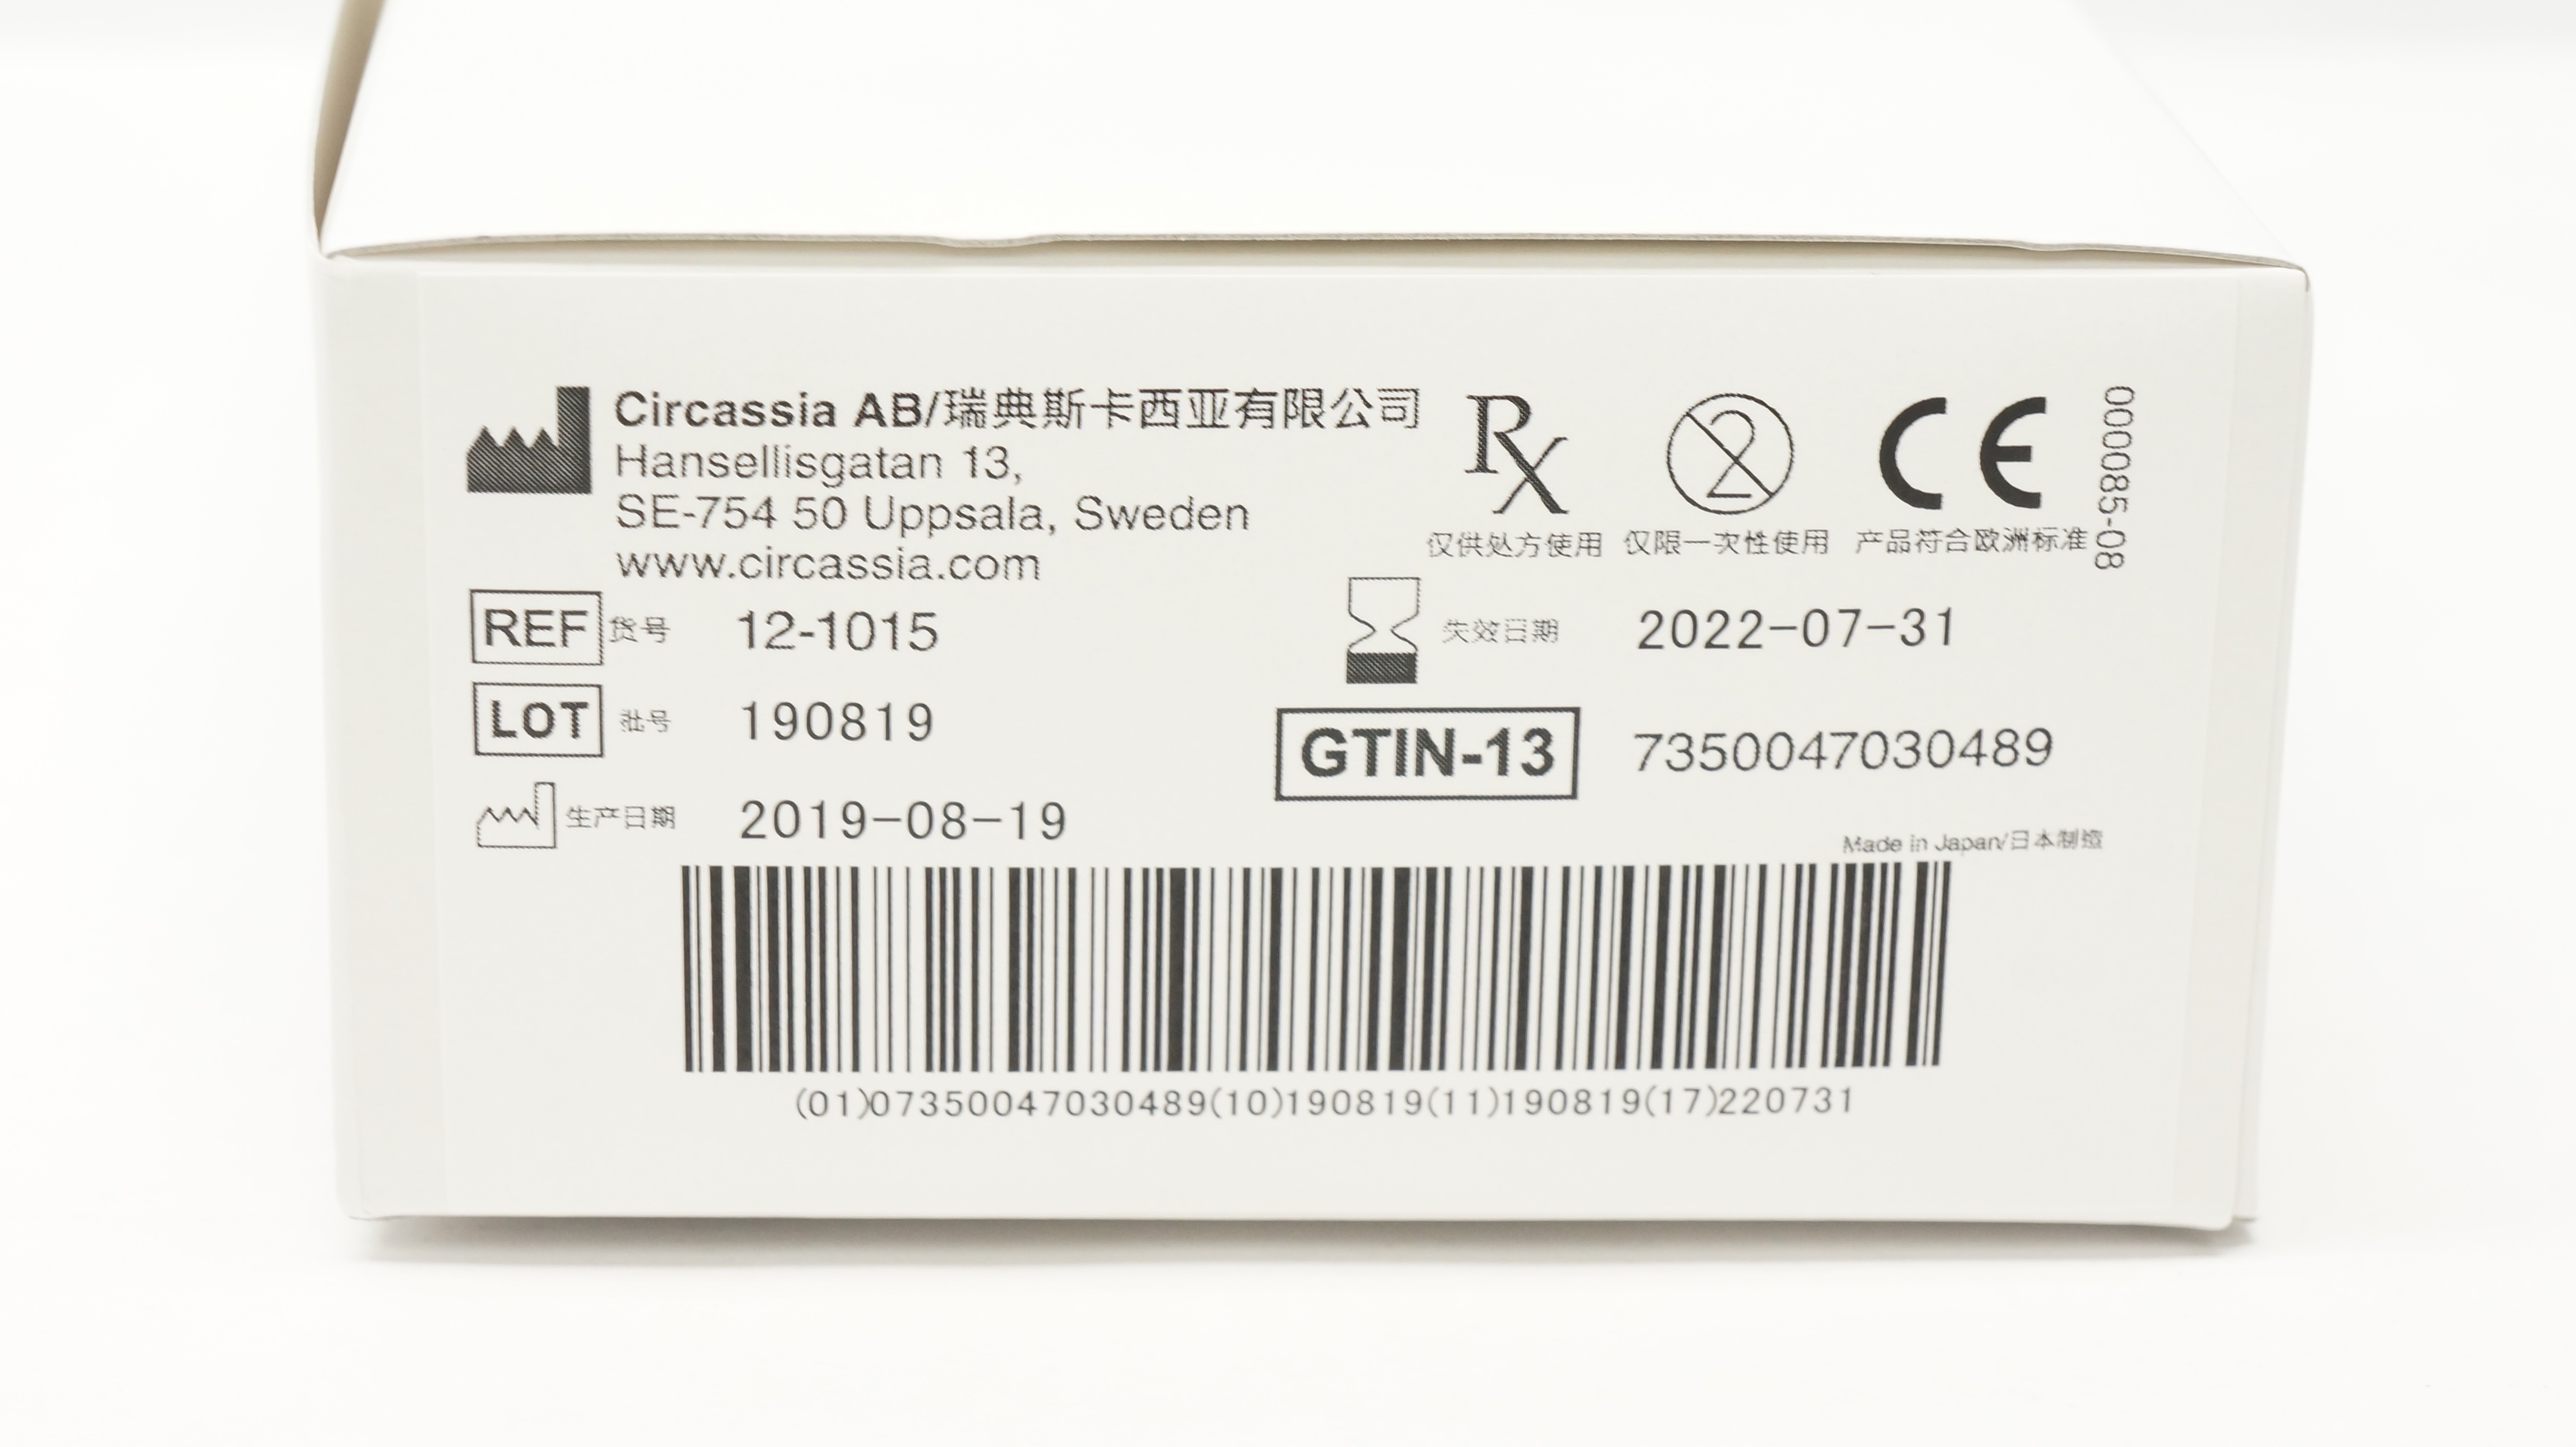 Circassia AB/瑞典斯卡西亚有限公司
Hansellisgatan 13,
SE-754 50 Uppsala, Sweden
www.circassia.com
Rx
仅供处方使用
2
仅限一次性使用
CE
产品符合欧洲标准
000085-08
REF 货号 12-1015
失效日期 2022-07-31
LOT 批号 190819
GTIN-13 7350047030489
生产日期 2019-08-19
Made in Japan/日本制造
(01)07350047030489(10)190819(11)190819(17)220731